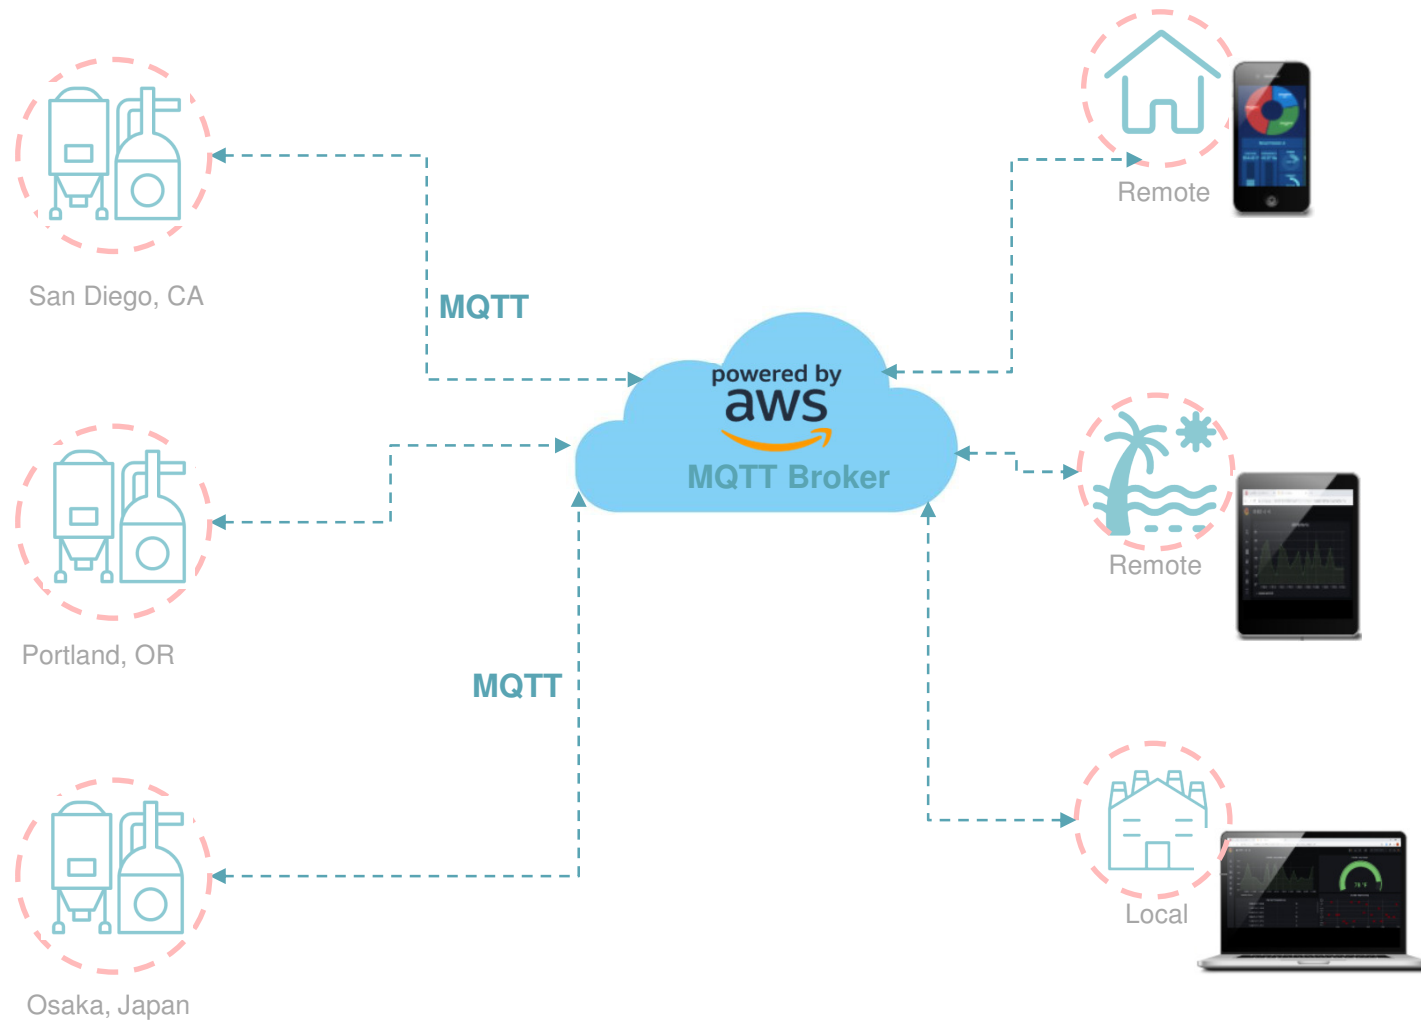 Remote
San Diego, CA
MQTT
powered by
aws
MQTT Broker
Remote
Portland, OR
MQTT
Local
Osaka, Japan